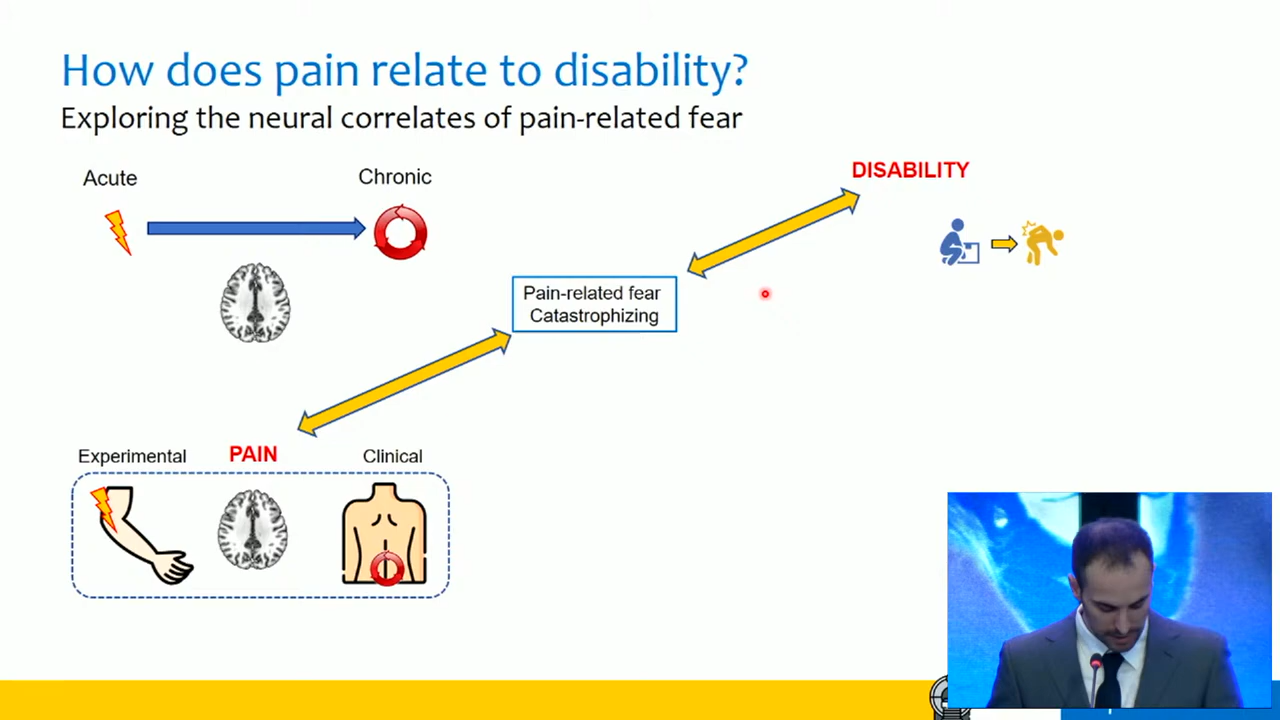 How does pain relate to disability?
Exploring the neural correlates of pain-related fear
Acute
Chronic
DISABILITY
Pain-related fear
Catastrophizing
Experimental
PAIN
Clinical